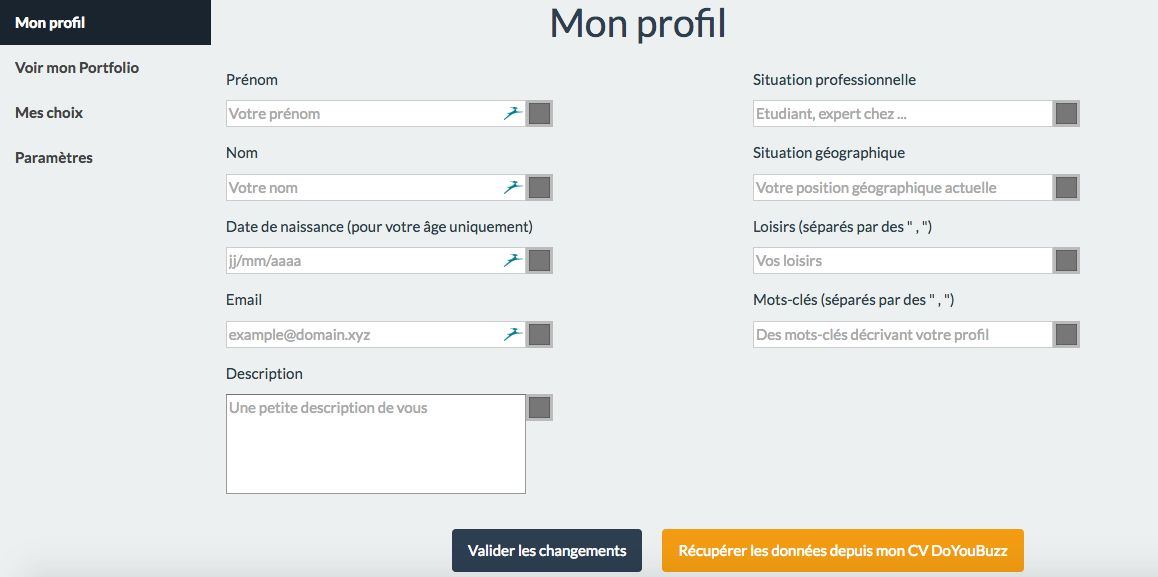 Mon profil
Voir mon Portfolio
Mes choix
Paramètres
Mon profil
Prénom
Votre prénom
Nom
Votre nom
Date de naissance (pour votre âge uniquement)
jj/mm/aaaa
Email
example@domain.xyz
Description
Une petite description de vous
Situation professionnelle
Etudiant, expert chez ...
Situation géographique
Votre position géographique actuelle
Loisirs (séparés par des " , ")
Vos loisirs
Mots-clés (séparés par des " , ")
Des mots-clés décrivant votre profil
Valider les changements
Récupérer les données depuis mon CV DoYouBuzz